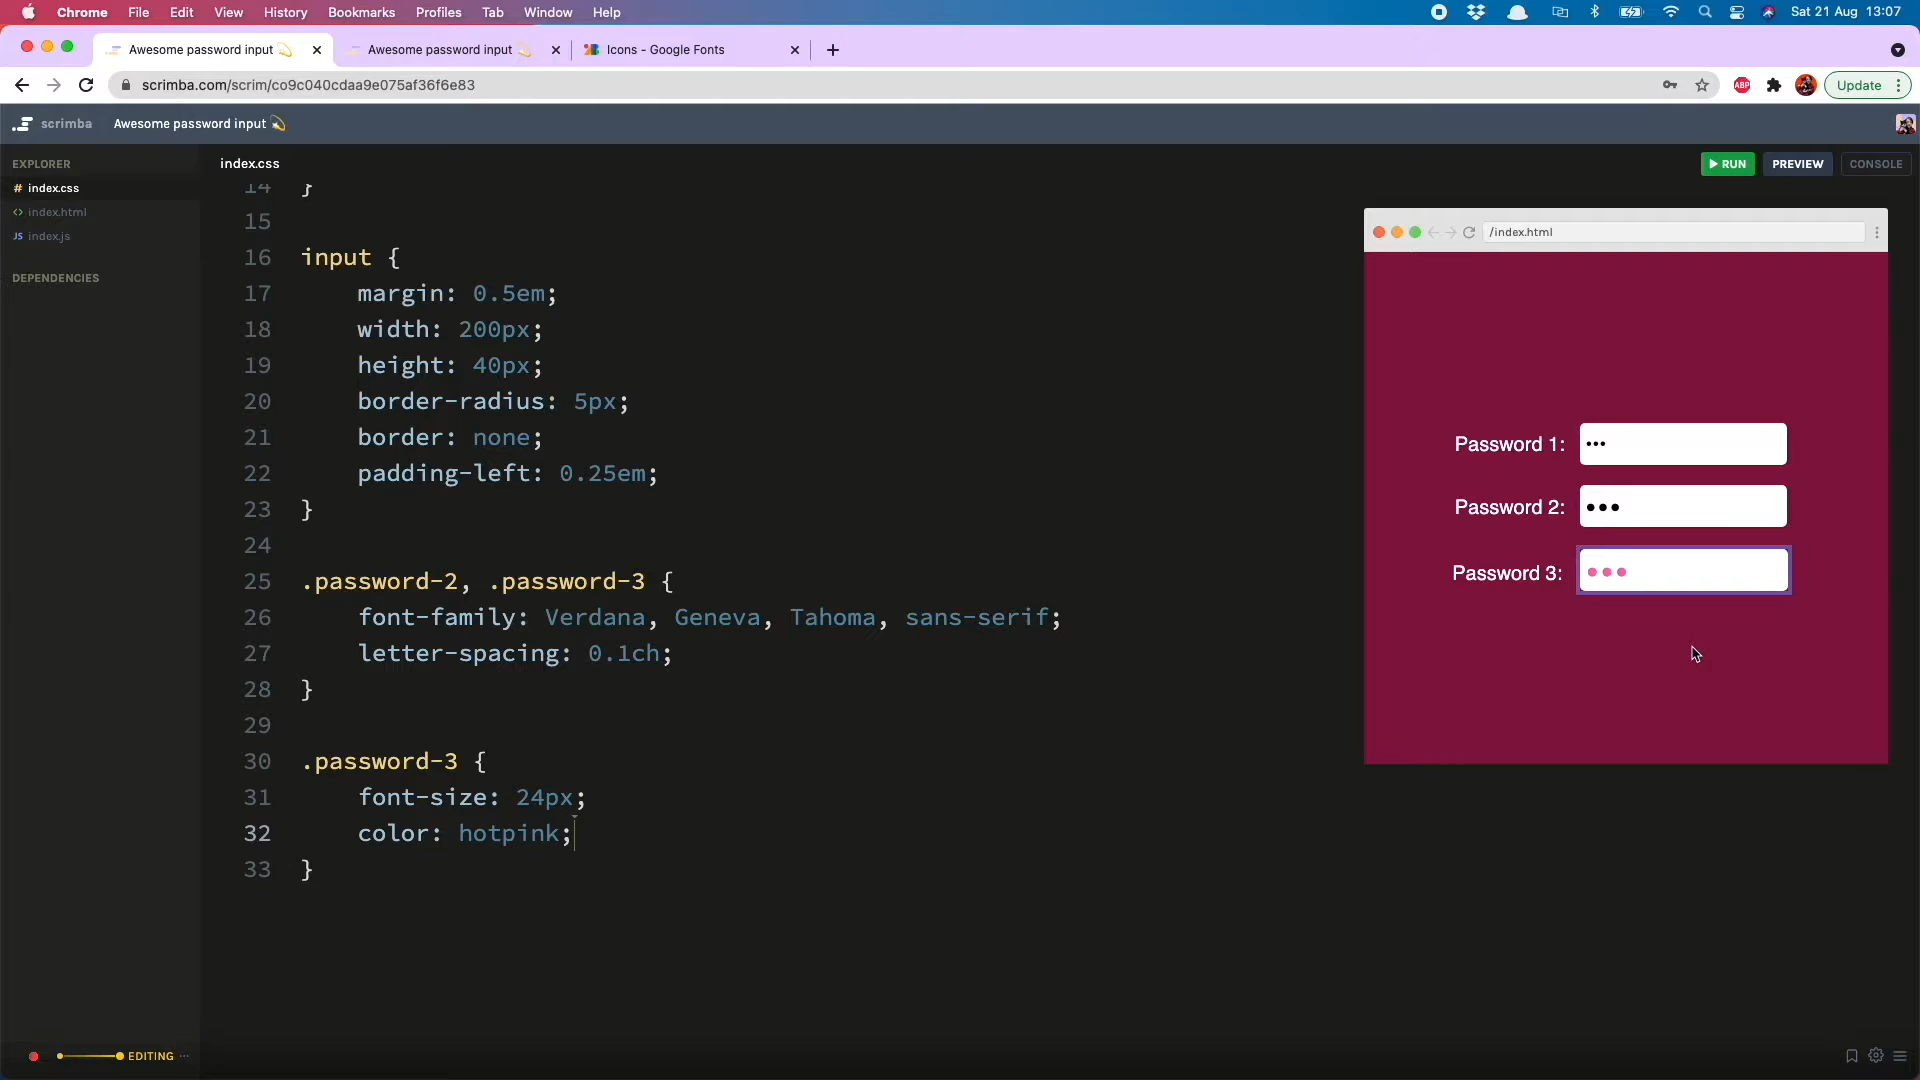 Chrome File Edit View History Bookmarks Profiles Tab Window Help Sat 21 Aug 13:07
Awesome password input 💫 Awesome password input 💫 Icons - Google Fonts
scrimba.com/scrim/co9c040cdaa9e075af36f6e83 ABP Update
scrimba Awesome password input 💫
EXPLORER index.css RUN PREVIEW CONSOLE
# index.css
<> index.html
JS index.js
DEPENDENCIES
14 }
15
16 input {
17 margin: 0.5em;
18 width: 200px;
19 height: 40px;
20 border-radius: 5px;
21 border: none;
22 padding-left: 0.25em;
23 }
24
25 .password-2, .password-3 {
26 font-family: Verdana, Geneva, Tahoma, sans-serif;
27 letter-spacing: 0.1ch;
28 }
29
30 .password-3 {
31 font-size: 24px;
32 color: hotpink;
33 }
/index.html
Password 1: •••
Password 2: •••
Password 3: •••
EDITING ...